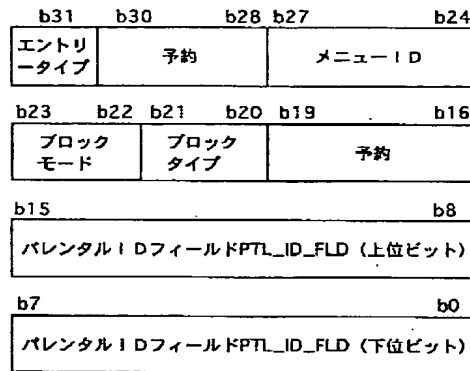 b31 b30 b28 b27 b24
エントリ
ータイプ
予約
メニューID
b23 b22 b21 b20 b19 b16
ブロック
モード
ブロック
タイプ
予約
b15 b8
パレンタルIDフィールドPTL_ID_FLD（上位ビット）
b7 b0
パレンタルIDフィールドPTL_ID_FLD（下位ビット）